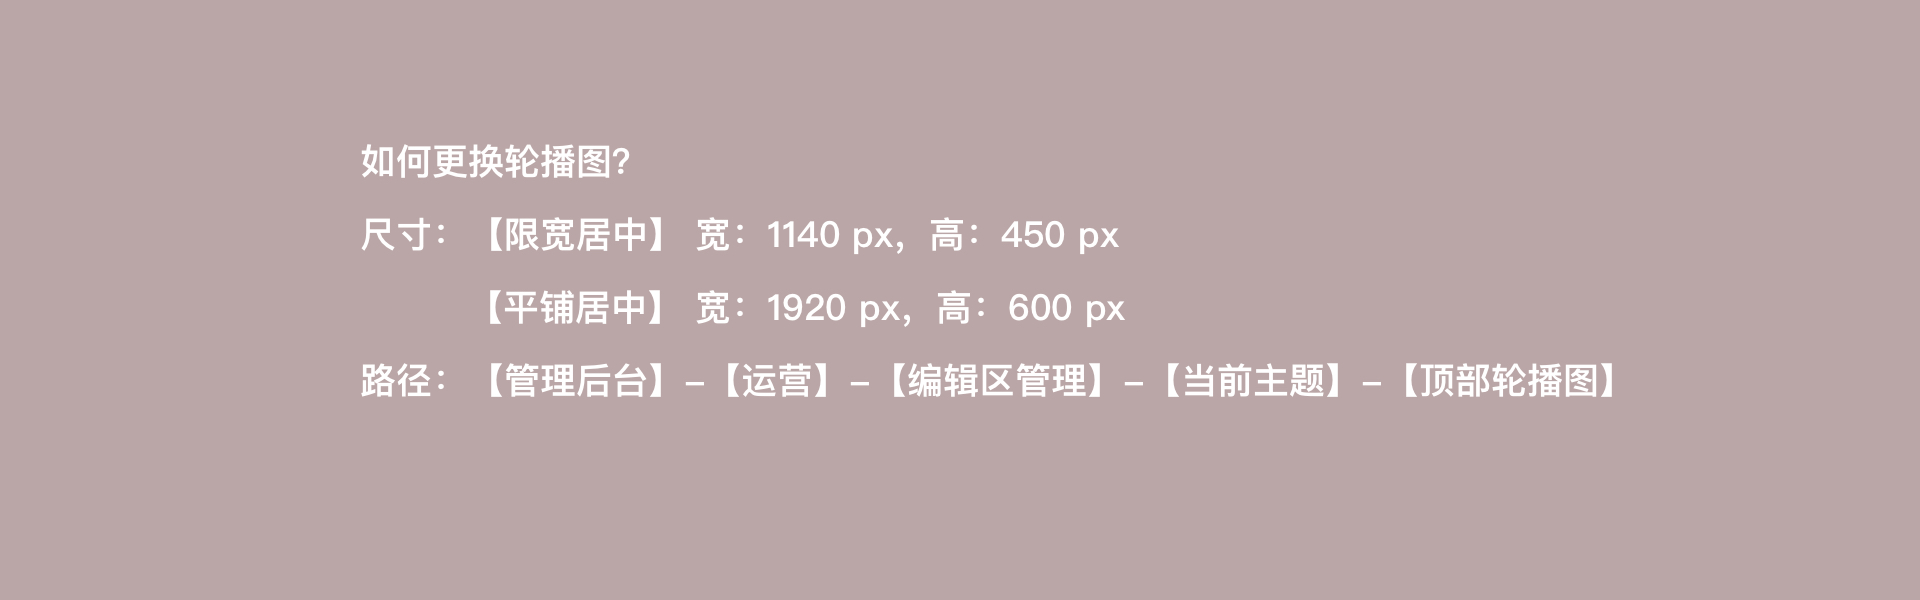 如何更换轮播图？
尺寸：【限宽居中】 宽：1140 px，高：450 px
【平铺居中】 宽：1920 px，高：600 px
路径：【管理后台】–【运营】–【编辑区管理】–【当前主题】–【顶部轮播图】